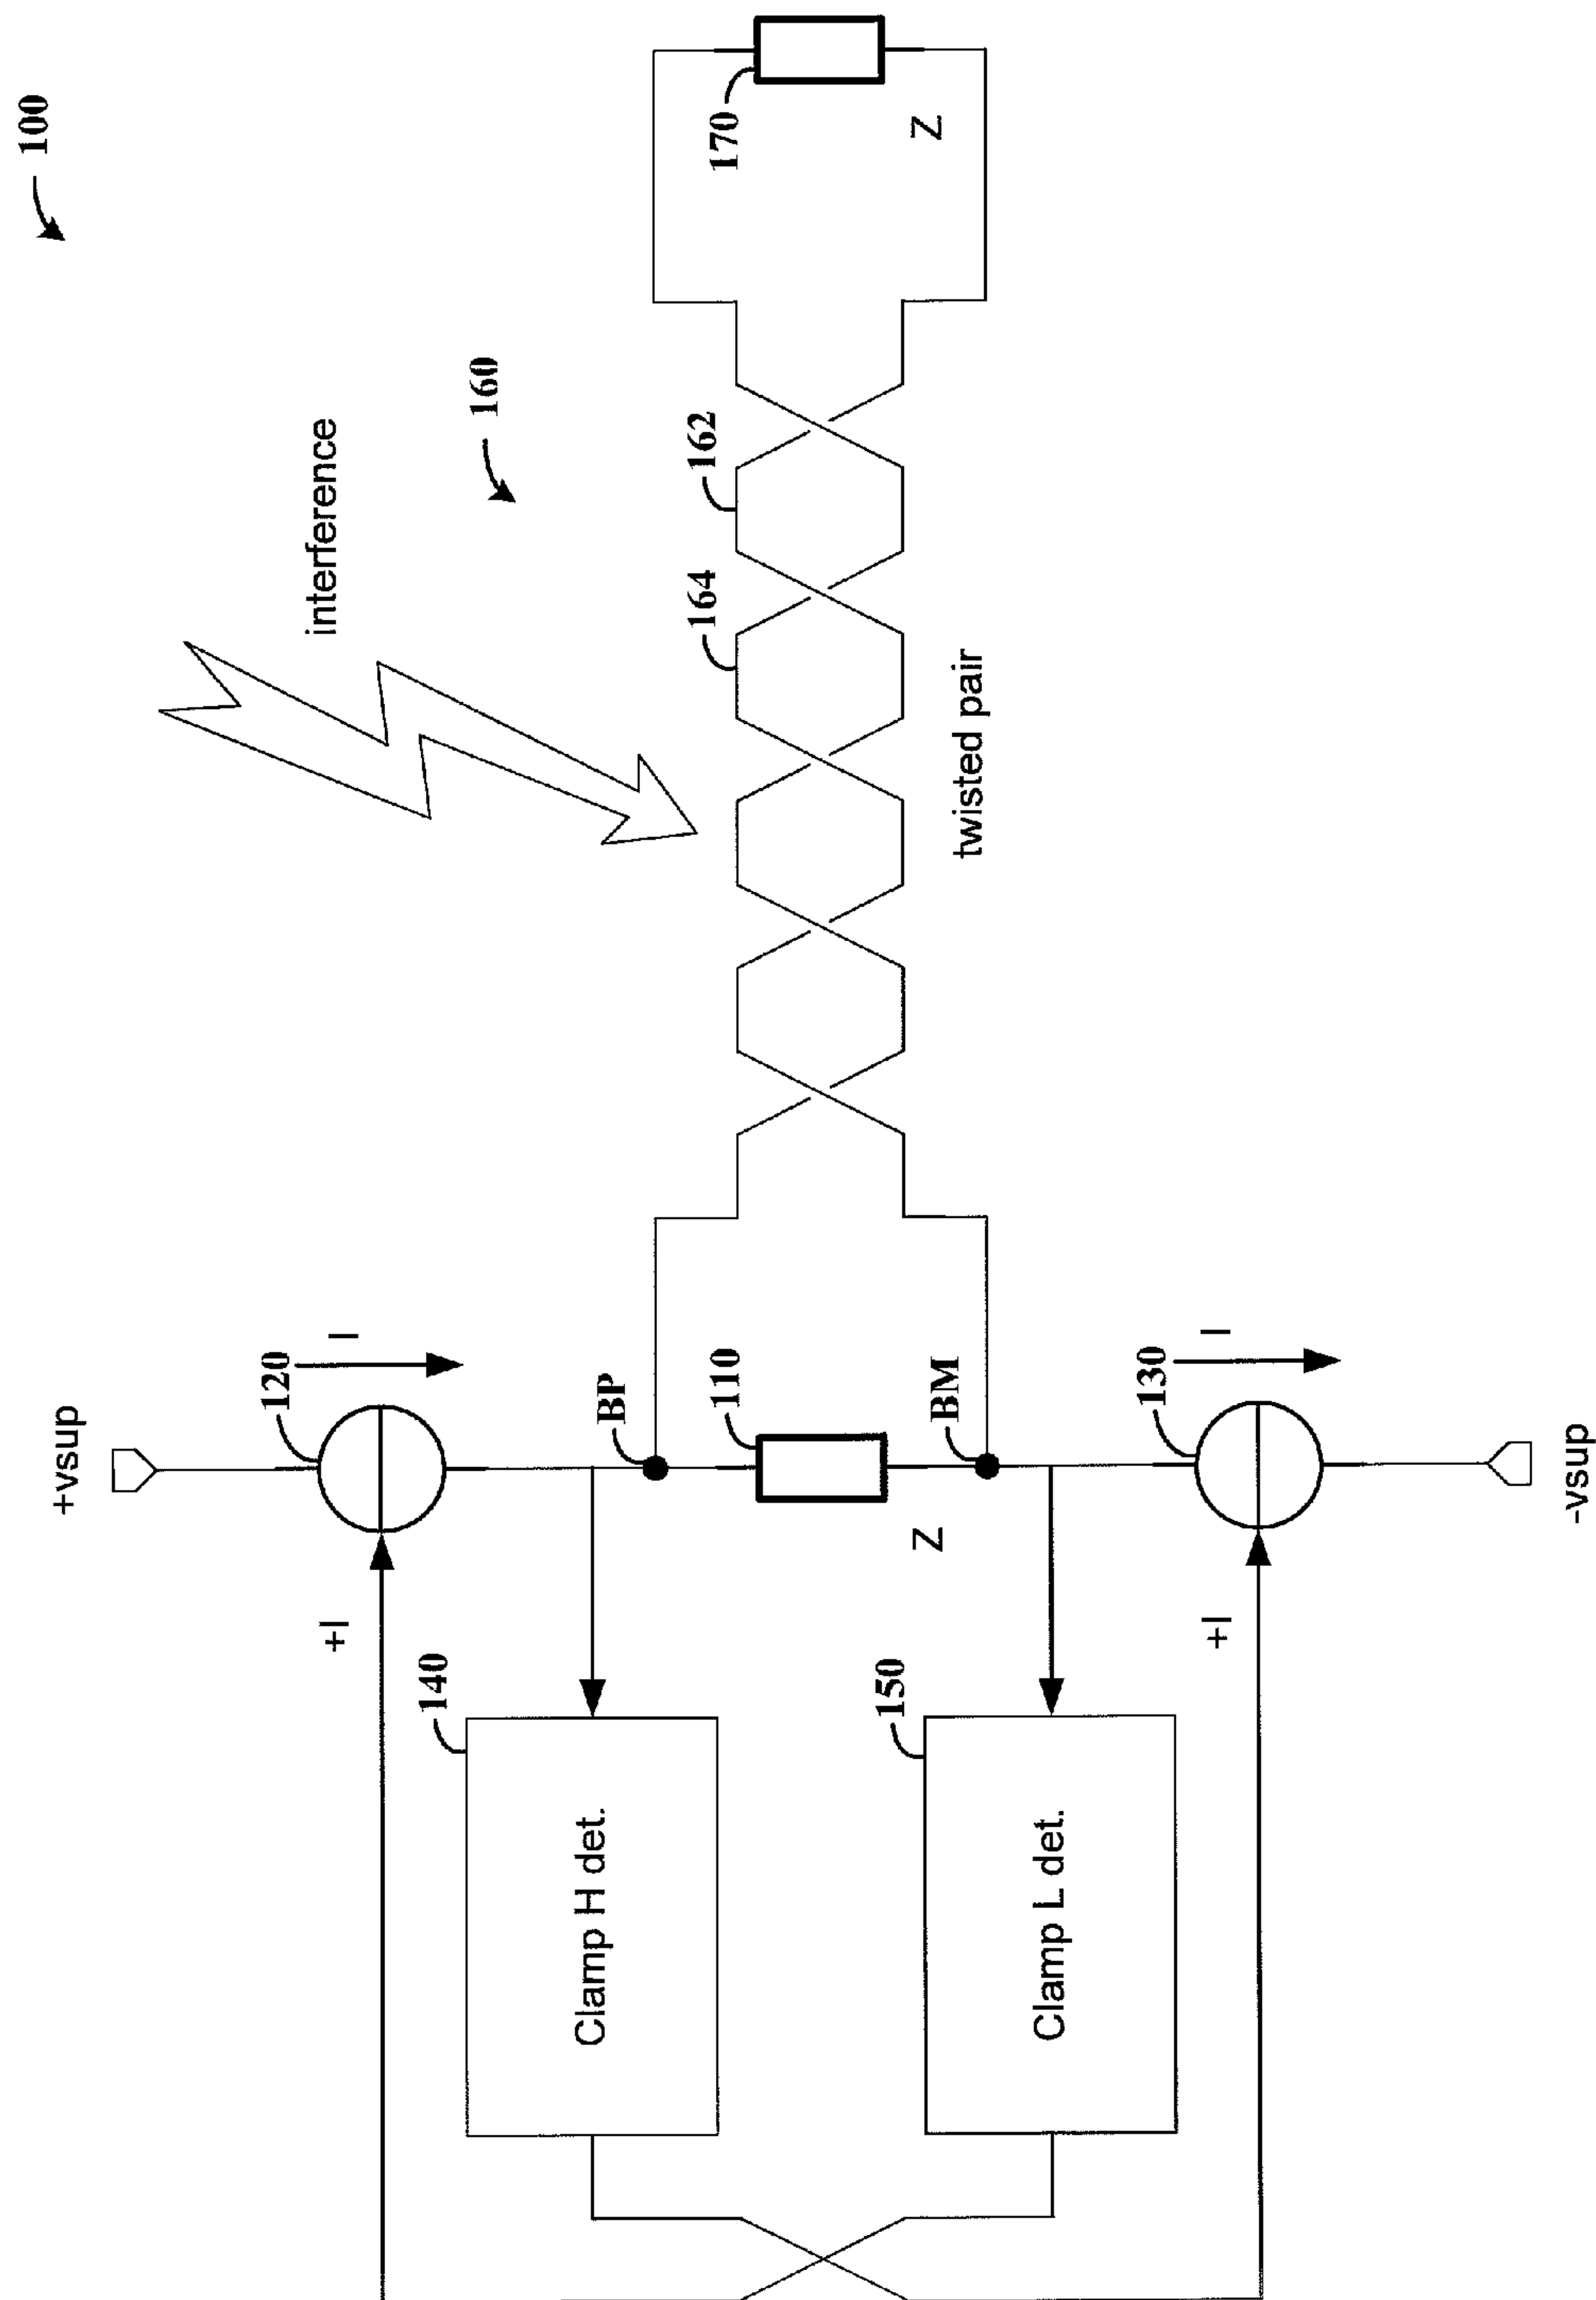 100
+vsup
120
I
+I
140
Clamp H det.
BP
110
Z
BM
150
Clamp L det.
130
I
+I
-vsup
interference
160
162
164
twisted pair
170
Z